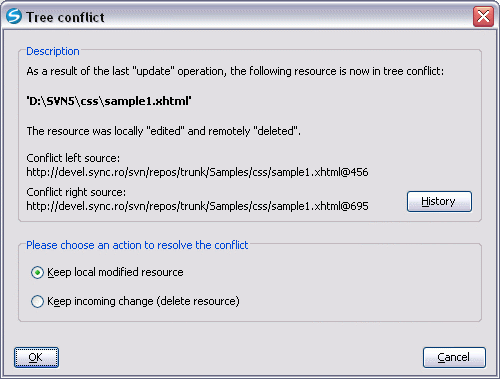 Tree conflict
Description
As a result of the last "update" operation, the following resource is now in tree conflict:
'D:\SVN5\css\sample1.xhtml'
The resource was locally "edited" and remotely "deleted".
Conflict left source:
http://devel.sync.ro/svn/repos/trunk/Samples/css/sample1.xhtml@456
Conflict right source:
http://devel.sync.ro/svn/repos/trunk/Samples/css/sample1.xhtml@695
History
Please choose an action to resolve the conflict
Keep local modified resource
Keep incoming change (delete resource)
OK
Cancel